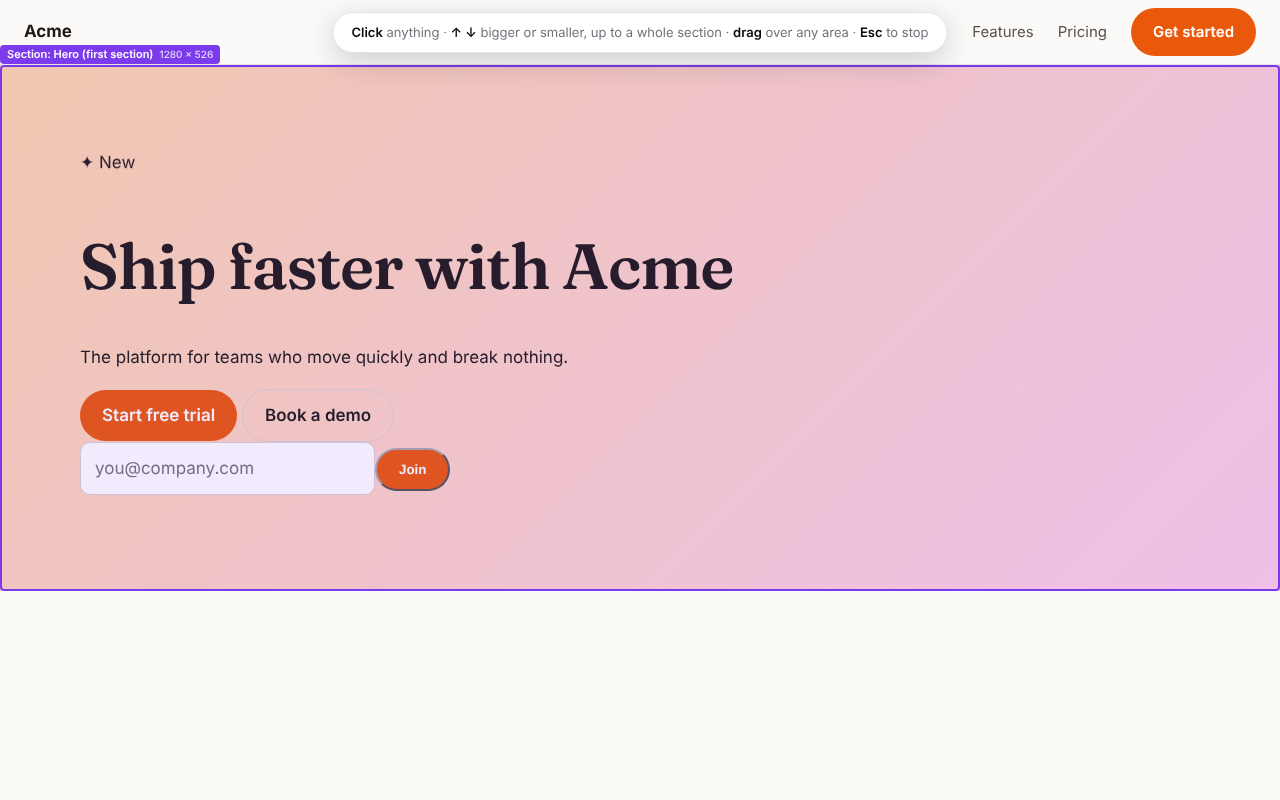 Acme
Click anything · ↑ ↓ bigger or smaller, up to a whole section · drag over any area · Esc to stop
Features
Pricing
Get started
Section: Hero (first section) 1280 × 526
✦ New
Ship faster with Acme
The platform for teams who move quickly and break nothing.
Start free trial
Book a demo
you@company.com
Join